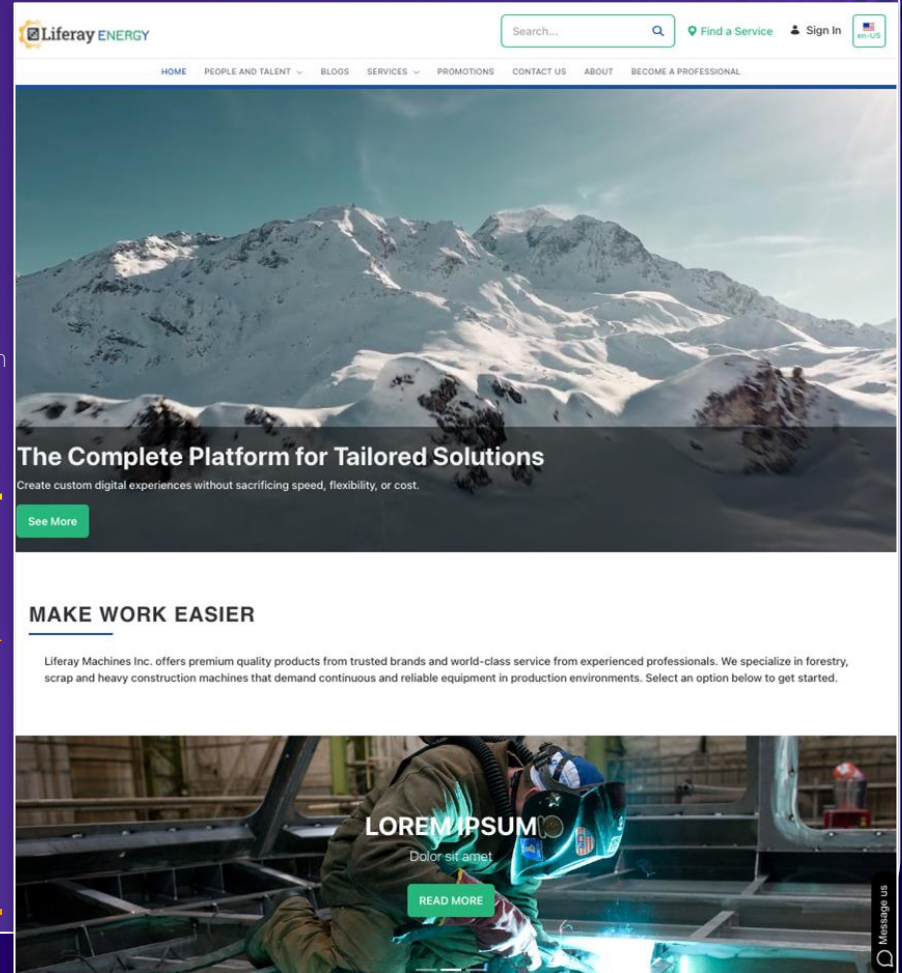 Liferay ENERGY
Search...
Find a Service
Sign In
en-US
HOME
PEOPLE AND TALENT
BLOGS
SERVICES
PROMOTIONS
CONTACT US
ABOUT
BECOME A PROFESSIONAL
The Complete Platform for Tailored Solutions
Create custom digital experiences without sacrificing speed, flexibility, or cost.
See More
MAKE WORK EASIER
Liferay Machines Inc. offers premium quality products from trusted brands and world-class service from experienced professionals. We specialize in forestry,
scrap and heavy construction machines that demand continuous and reliable equipment in production environments. Select an option below to get started.
LOREM IPSUM
Dolor sit amet
READ MORE
Message us